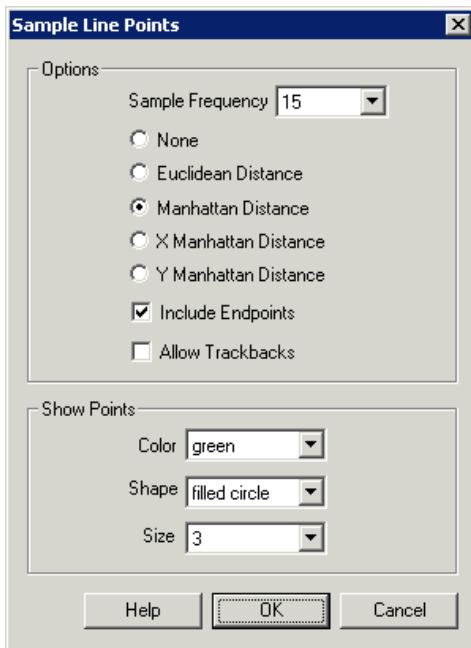 Sample Line Points
Options
Sample Frequency 15
None
Euclidean Distance
Manhattan Distance
X Manhattan Distance
Y Manhattan Distance
Include Endpoints
Allow Trackbacks
Show Points
Color green
Shape filled circle
Size 3
Help OK Cancel